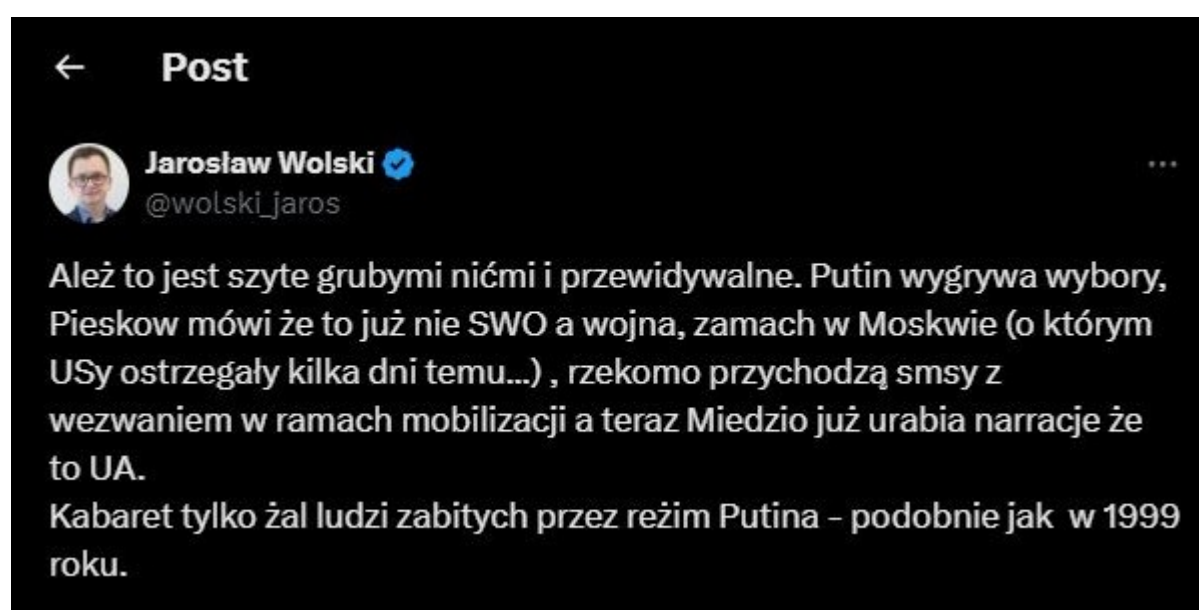 Post
Jarosław Wolski
@wolski_jaros
Ależ to jest szyte grubymi nićmi i przewidywalne. Putin wygrywa wybory,
Pieskow mówi że to już nie SWO a wojna, zamach w Moskwie (o którym
USy ostrzegały kilka dni temu...) , rzekomo przychodzą smsy z
wezwaniem w ramach mobilizacji a teraz Miedzio już urabia narracje że
to UA.
Kabaret tylko żal ludzi zabitych przez reżim Putina – podobnie jak w 1999
roku.